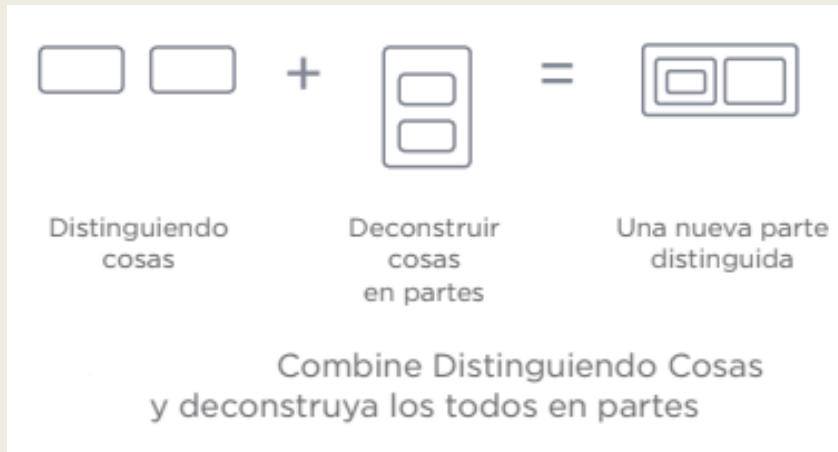 +
=
Distinguiendo
cosas
Deconstruir
cosas
en partes
Una nueva parte
distinguida
Combine Distinguiendo Cosas
y deconstruya los todos en partes